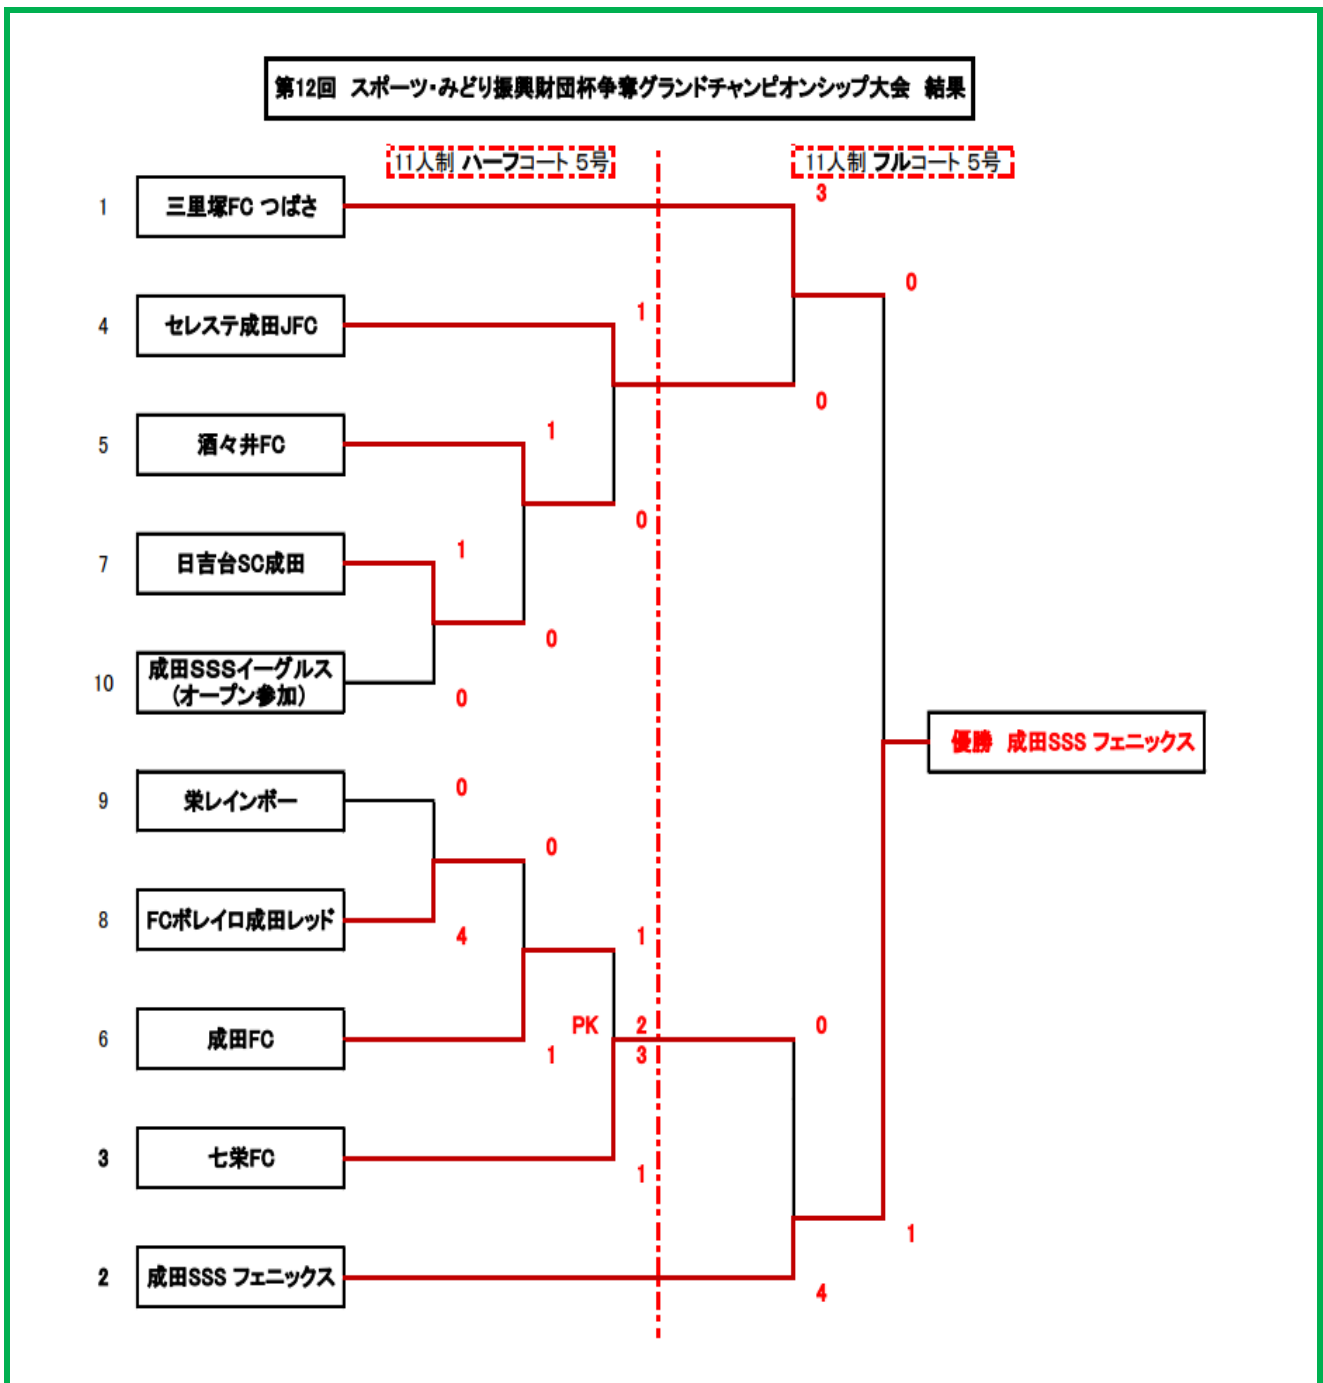 第12回 スポーツ・みどり振興財団杯争奪グランドチャンピオンシップ大会 結果
11人制 ハーフコート 5号
11人制 フルコート 5号
3
1 三里塚FC つばさ
0
1
4 セレステ成田JFC
0
1
5 酒々井FC
0
1
7 日吉台SC成田
0
10 成田SSSイーグルス
(オープン参加)
0
優勝 成田SSS フェニックス
0
9 栄レインボー
0
8 FCボレイロ成田レッド
4
1
PK 2
0
6 成田FC
1
3
3 七栄FC
1
1
2 成田SSS フェニックス
4